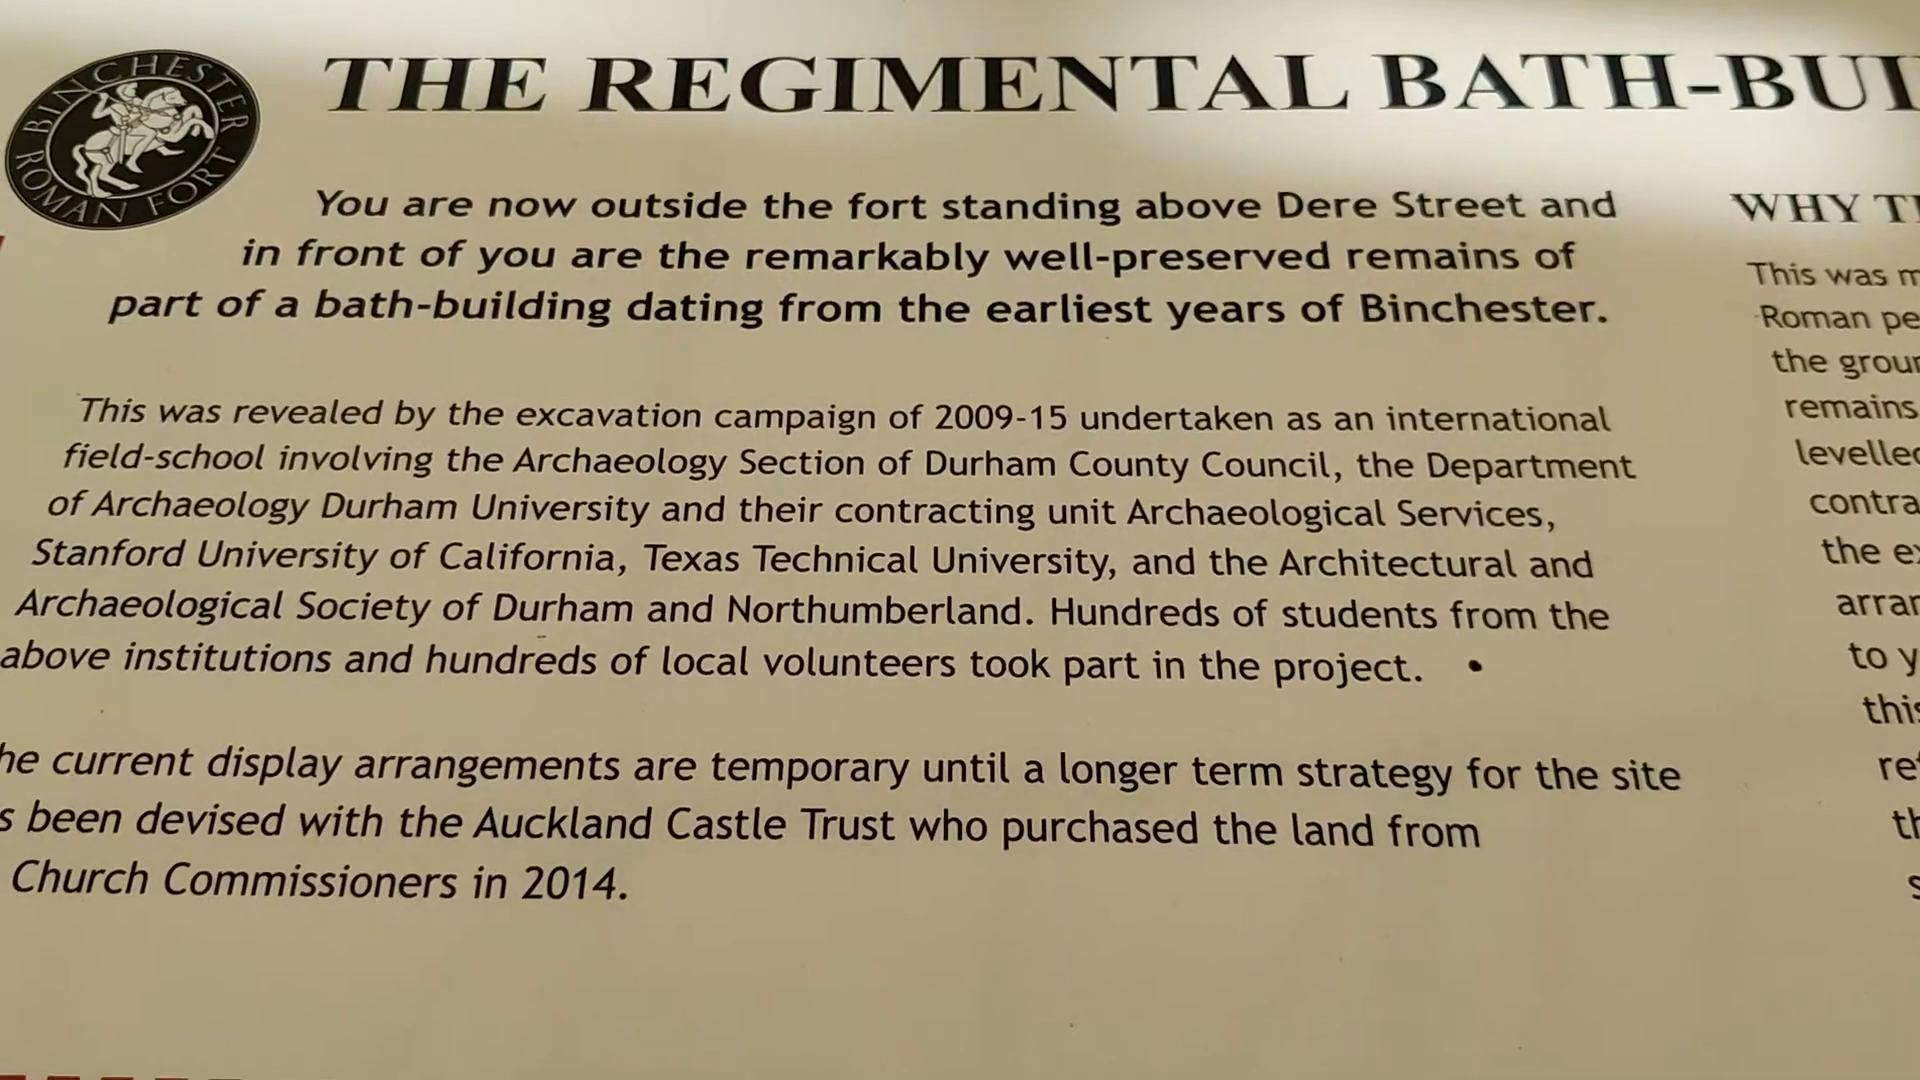 BINCHESTER
ROMAN FORT
THE REGIMENTAL BATH-BUI
You are now outside the fort standing above Dere Street and
in front of you are the remarkably well-preserved remains of
part of a bath-building dating from the earliest years of Binchester.
This was revealed by the excavation campaign of 2009-15 undertaken as an international
field-school involving the Archaeology Section of Durham County Council, the Department
of Archaeology Durham University and their contracting unit Archaeological Services,
Stanford University of California, Texas Technical University, and the Architectural and
Archaeological Society of Durham and Northumberland. Hundreds of students from the
above institutions and hundreds of local volunteers took part in the project.
he current display arrangements are temporary until a longer term strategy for the site
s been devised with the Auckland Castle Trust who purchased the land from
Church Commissioners in 2014.
WHY
This was
Roman pe
the groun
remains
levelled
contra
the
arran
to y
this
re
th
s